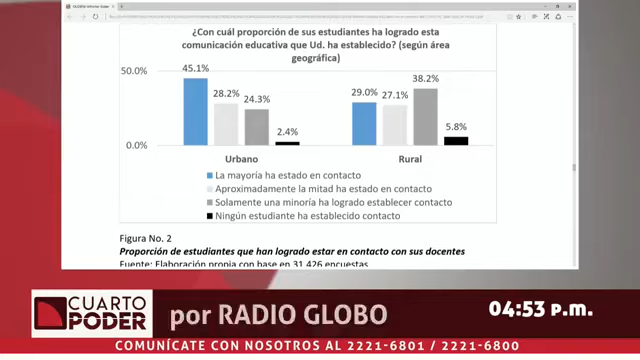 ¿Con cuál proporción de sus estudiantes ha logrado esta
comunicación educativa que Ud. ha establecido? (según área
geográfica)
50.0%
0.0%
45.1%
28.2%
24.3%
2.4%
29.0%
27.1%
38.2%
5.8%
Urbano
Rural
La mayoría ha estado en contacto
Aproximadamente la mitad ha estado en contacto
Solamente una minoría ha logrado establecer contacto
Ningún estudiante ha establecido contacto
Figura No. 2
Proporción de estudiantes que han logrado estar en contacto con sus docentes
Fuente: Elaboración propia con base en 31,426 encuestas
CUARTO
PODER
por RADIO GLOBO
04:53 p.m.
COMUNÍCATE CON NOSOTROS AL 2221-6801 / 2221-6800